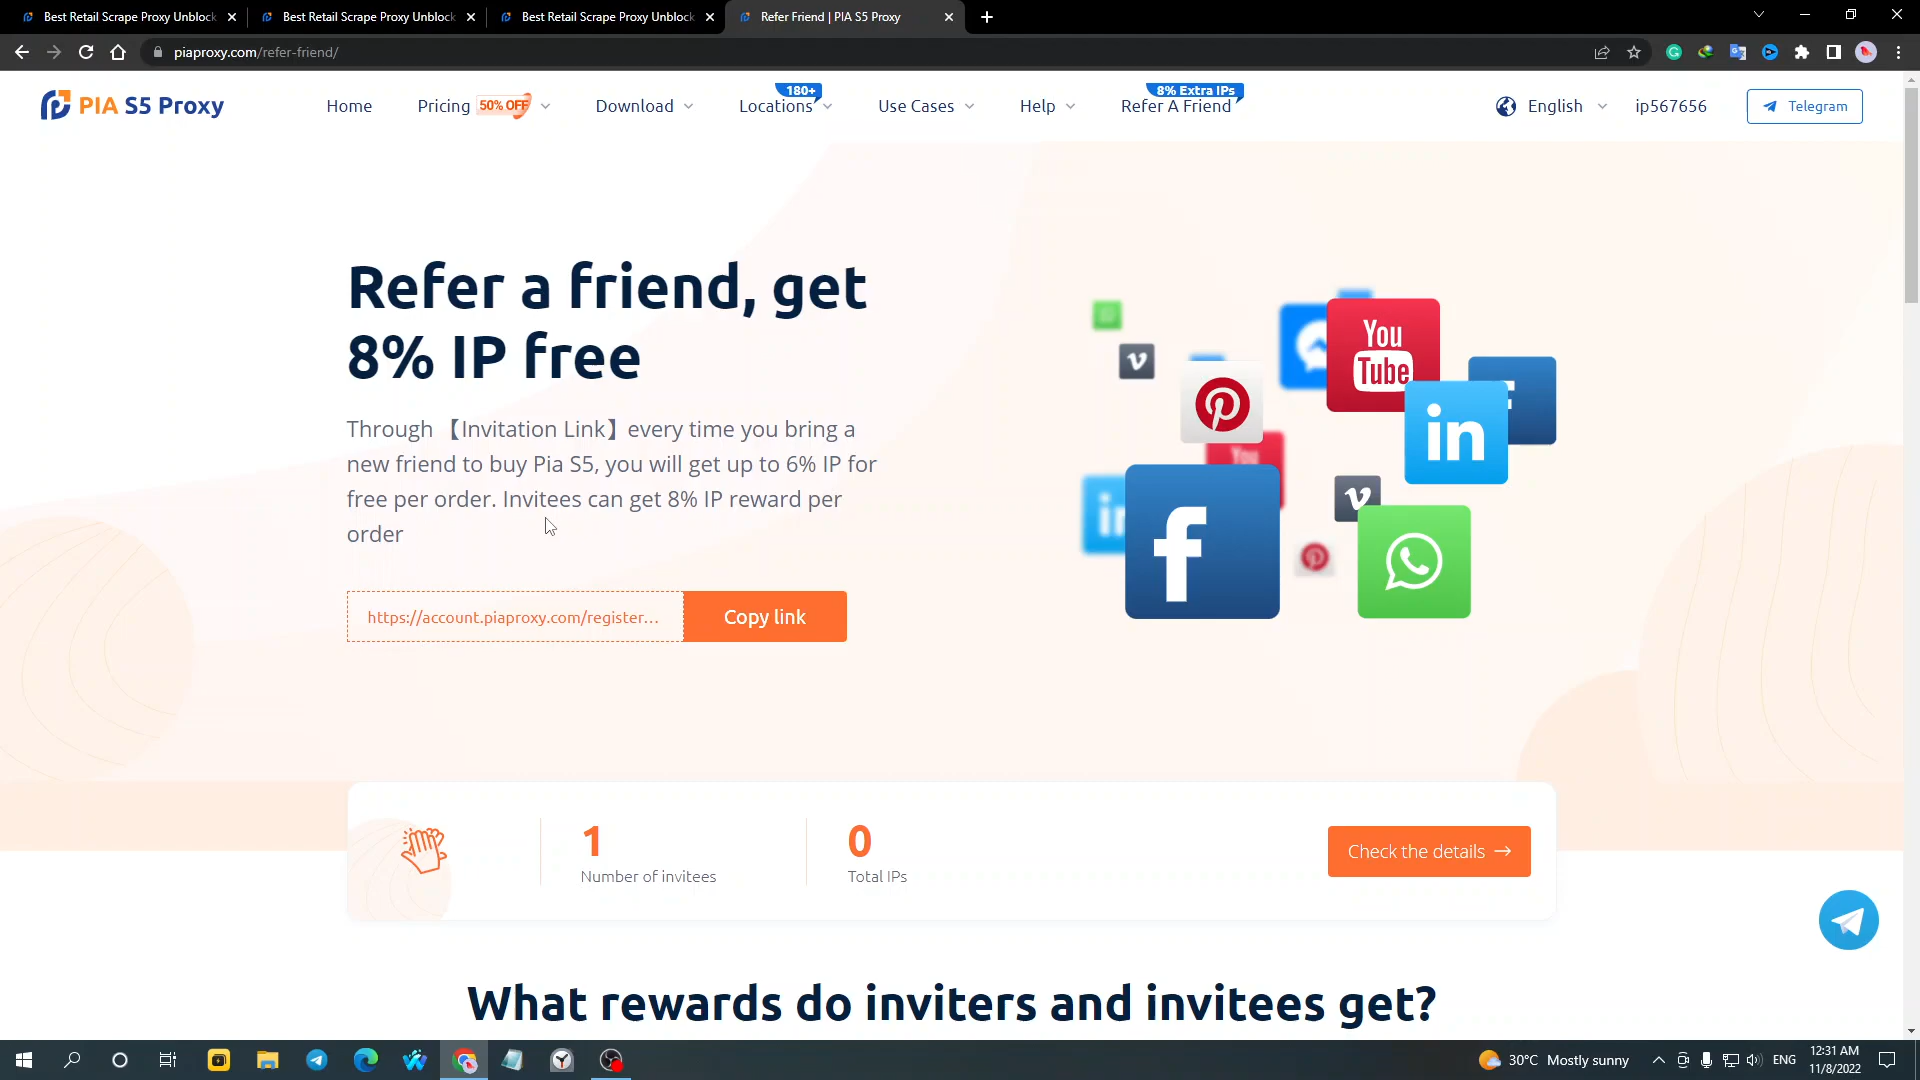 Best Retail Scrape Proxy Unblock
Best Retail Scrape Proxy Unblock
Best Retail Scrape Proxy Unblock
Refer Friend | PIA S5 Proxy
piaproxy.com/refer-friend/
PIA S5 Proxy
Home
Pricing
50% OFF
Download
180+
Locations
Use Cases
Help
8% Extra IPs
Refer A Friend
English
ip567656
Telegram
Refer a friend, get
8% IP free
Through 【Invitation Link】every time you bring a
new friend to buy Pia S5, you will get up to 6% IP for
free per order. Invitees can get 8% IP reward per
order
https://account.piaproxy.com/register...
Copy link
You
Tube
You
in
in
f
1
Number of invitees
0
Total IPs
Check the details →
What rewards do inviters and invitees get?
30°C Mostly sunny
ENG
12:31 AM
11/8/2022